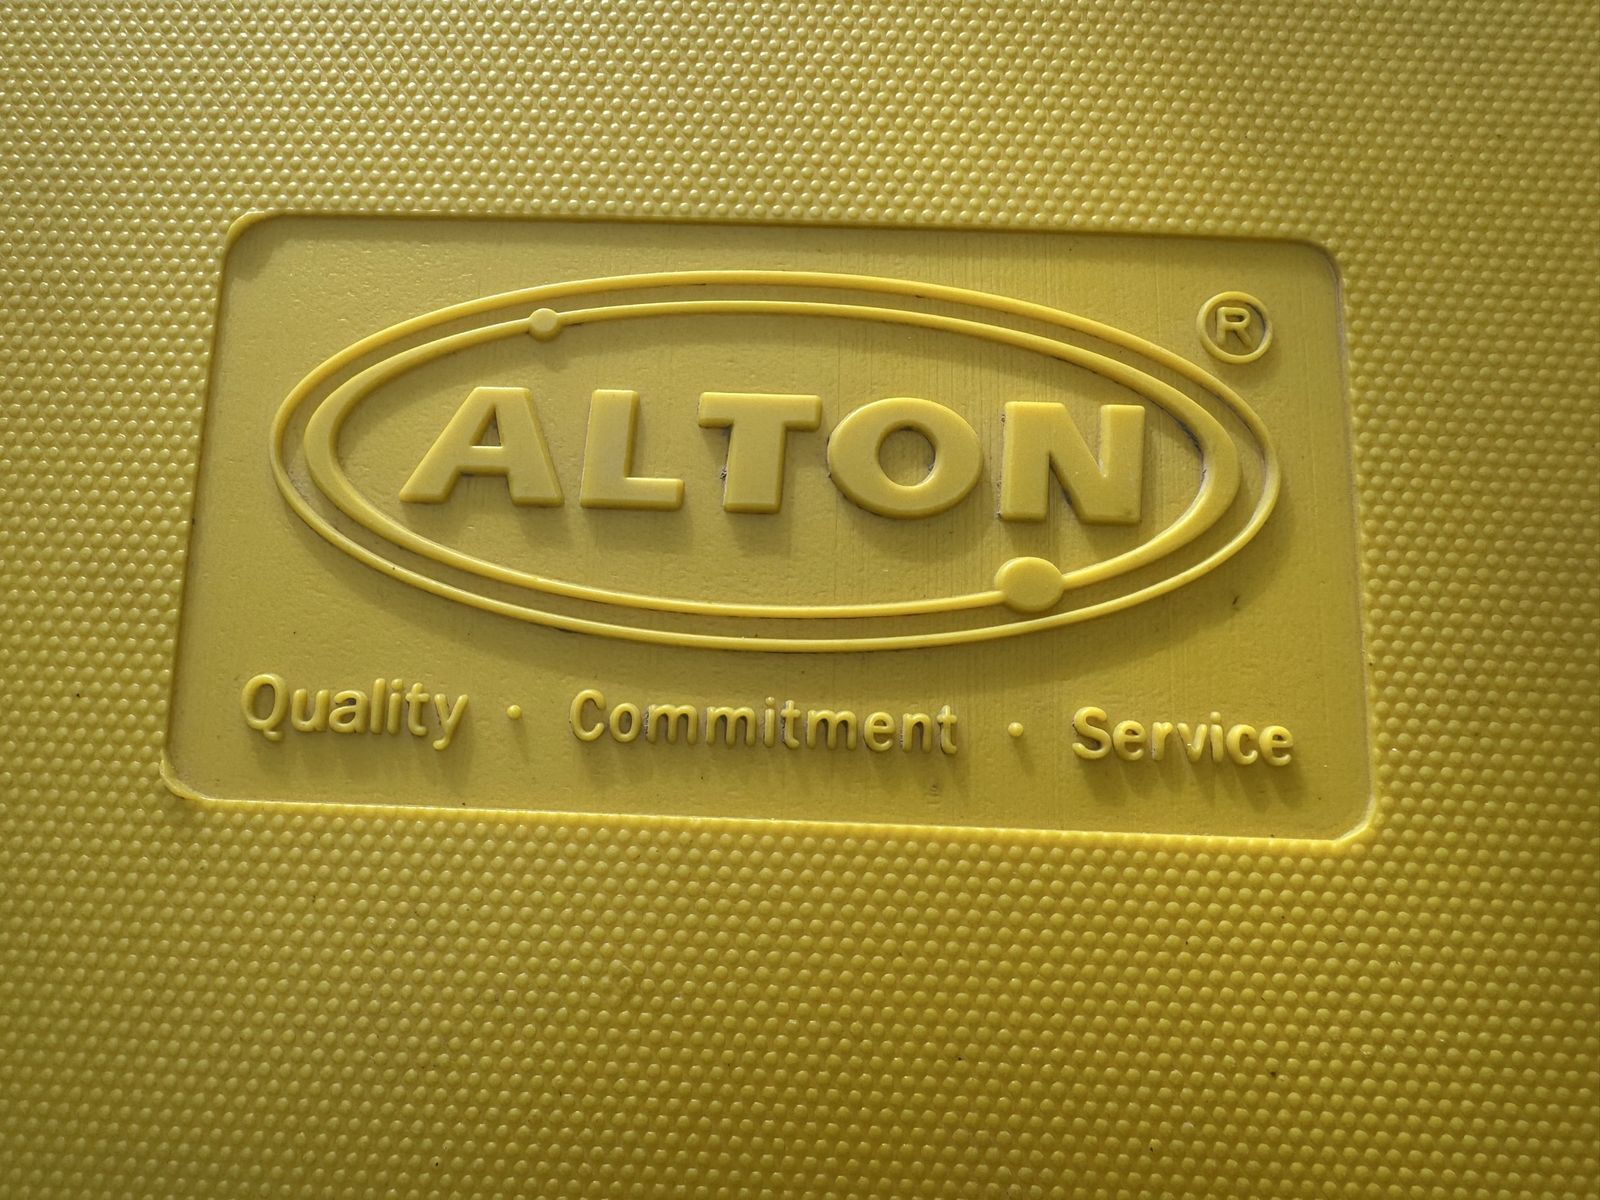 ALTON ®
Quality · Commitment · Service